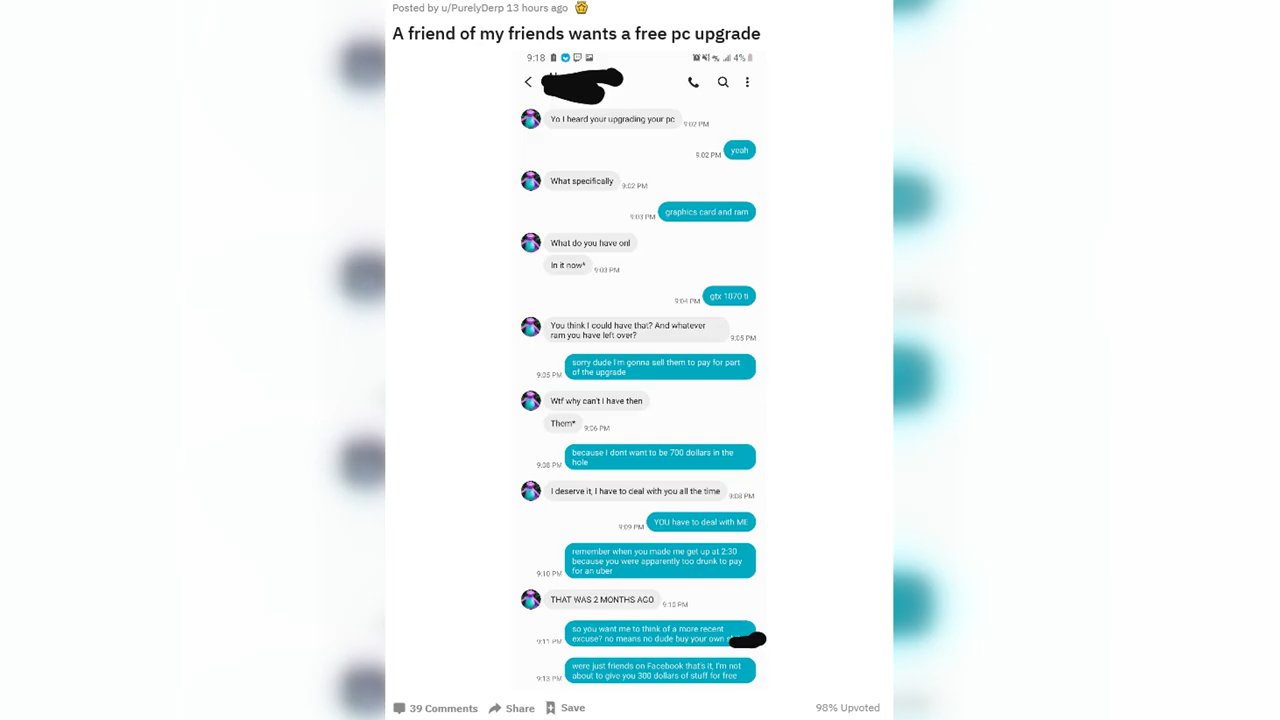 Posted by u/PurelyDerp 13 hours ago
A friend of my friends wants a free pc upgrade
9:18
4%
Yo I heard your upgrading your pc
9:02 PM
yeah
9:02 PM
What specifically
9:02 PM
graphics card and ram
9:03 PM
What do you have onl
In it now*
9:03 PM
gtx 1070 ti
9:04 PM
You think I could have that? And whatever
ram you have left over?
9:05 PM
sorry dude I'm gonna sell them to pay for part
of the upgrade
9:05 PM
Wtf why can't I have then
Them*
9:06 PM
because I dont want to be 700 dollars in the
hole
9:08 PM
I deserve it, I have to deal with you all the time
9:08 PM
YOU have to deal with ME
9:09 PM
remember when you made me get up at 2:30
because you were apparently too drunk to pay
for an uber
9:10 PM
THAT WAS 2 MONTHS AGO
9:10 PM
so you want me to think of a more recent
excuse? no means no dude buy your own
9:11 PM
were just friends on Facebook that's it, I'm not
about to give you 300 dollars of stuff for free
9:13 PM
39 Comments Share Save
98% Upvoted